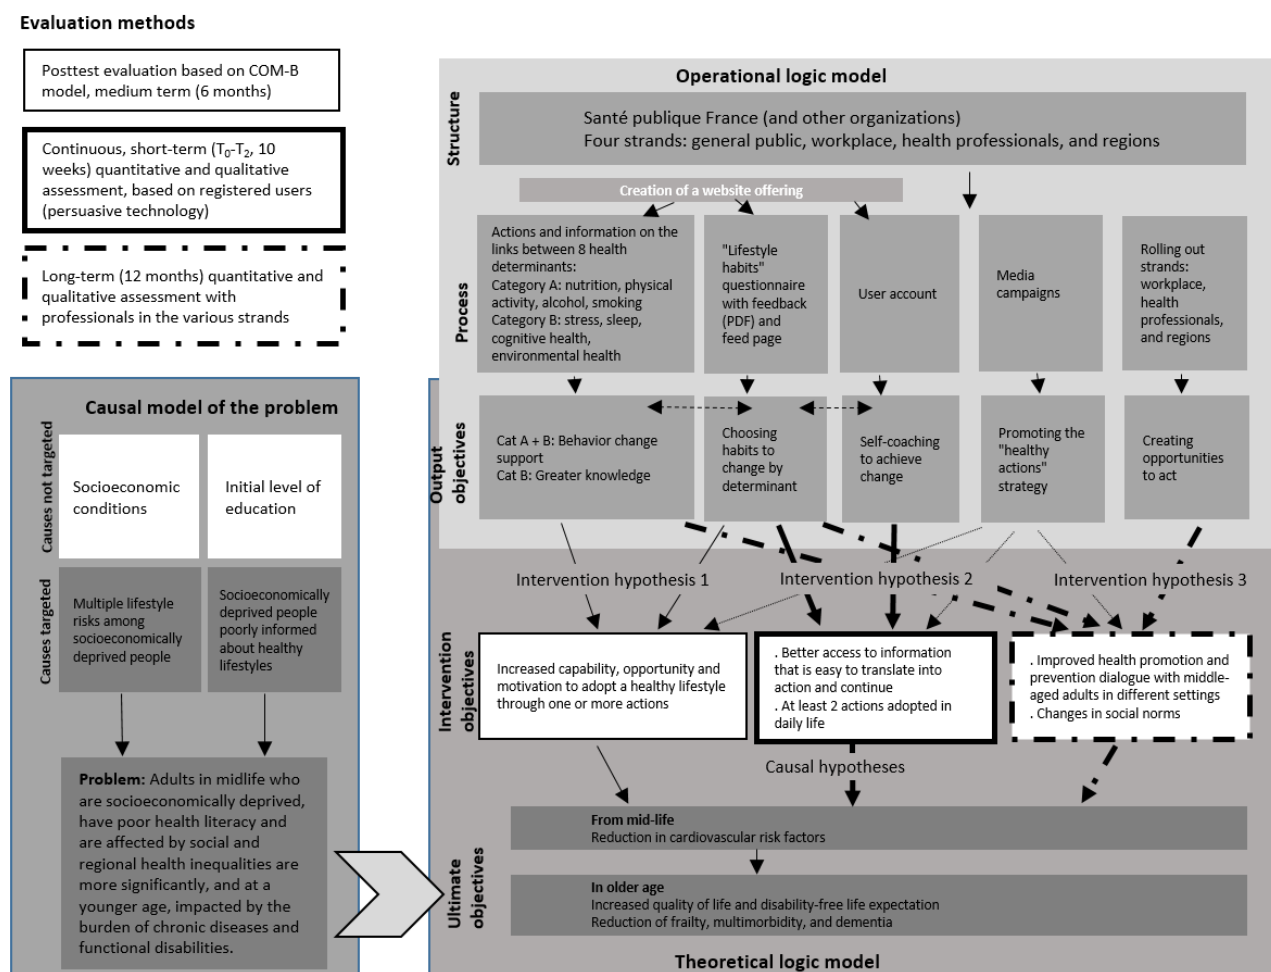 Evaluation methods
Posttest evaluation based on COM-B
model, medium term (6 months)
Continuous, short-term (T₀-T₂, 10
weeks) quantitative and qualitative
assessment, based on registered users
(persuasive technology)
Long-term (12 months) quantitative and
qualitative assessment with
professionals in the various strands
Causal model of the problem
Causes not targeted
Socioeconomic
conditions
Initial level of
education
Causes targeted
Multiple lifestyle
risks among
socioeconomically
deprived people
Socioeconomically
deprived people
poorly informed
about healthy
lifestyles
Problem: Adults in midlife who
are socioeconomically deprived,
have poor health literacy and
are affected by social and
regional health inequalities are
more significantly, and at a
younger age, impacted by the
burden of chronic diseases and
functional disabilities.
Operational logic model
Structure
Santé publique France (and other organizations)
Four strands: general public, workplace, health professionals, and regions
Creation of a website offering
Process
Actions and information on the
links between 8 health
determinants:
Category A: nutrition, physical
activity, alcohol, smoking
Category B: stress, sleep,
cognitive health,
environmental health
"Lifestyle
habits"
questionnaire
with feedback
(PDF) and
feed page
User account
Media
campaigns
Rolling out
strands:
workplace,
health
professionals,
and regions
Output
objectives
Cat A + B: Behavior change
support
Cat B: Greater knowledge
Choosing
habits to
change by
determinant
Self-coaching
to achieve
change
Promoting the
"healthy
actions"
strategy
Creating
opportunities
to act
Intervention hypothesis 1
Intervention hypothesis 2
Intervention hypothesis 3
Intervention
objectives
Increased capability, opportunity and
motivation to adopt a healthy lifestyle
through one or more actions
. Better access to information
that is easy to translate into
action and continue
. At least 2 actions adopted in
daily life
. Improved health promotion and
prevention dialogue with middle-
aged adults in different settings
. Changes in social norms
Causal hypotheses
Ultimate
objectives
From mid-life
Reduction in cardiovascular risk factors
In older age
Increased quality of life and disability-free life expectation
Reduction of frailty, multimorbidity, and dementia
Theoretical logic model